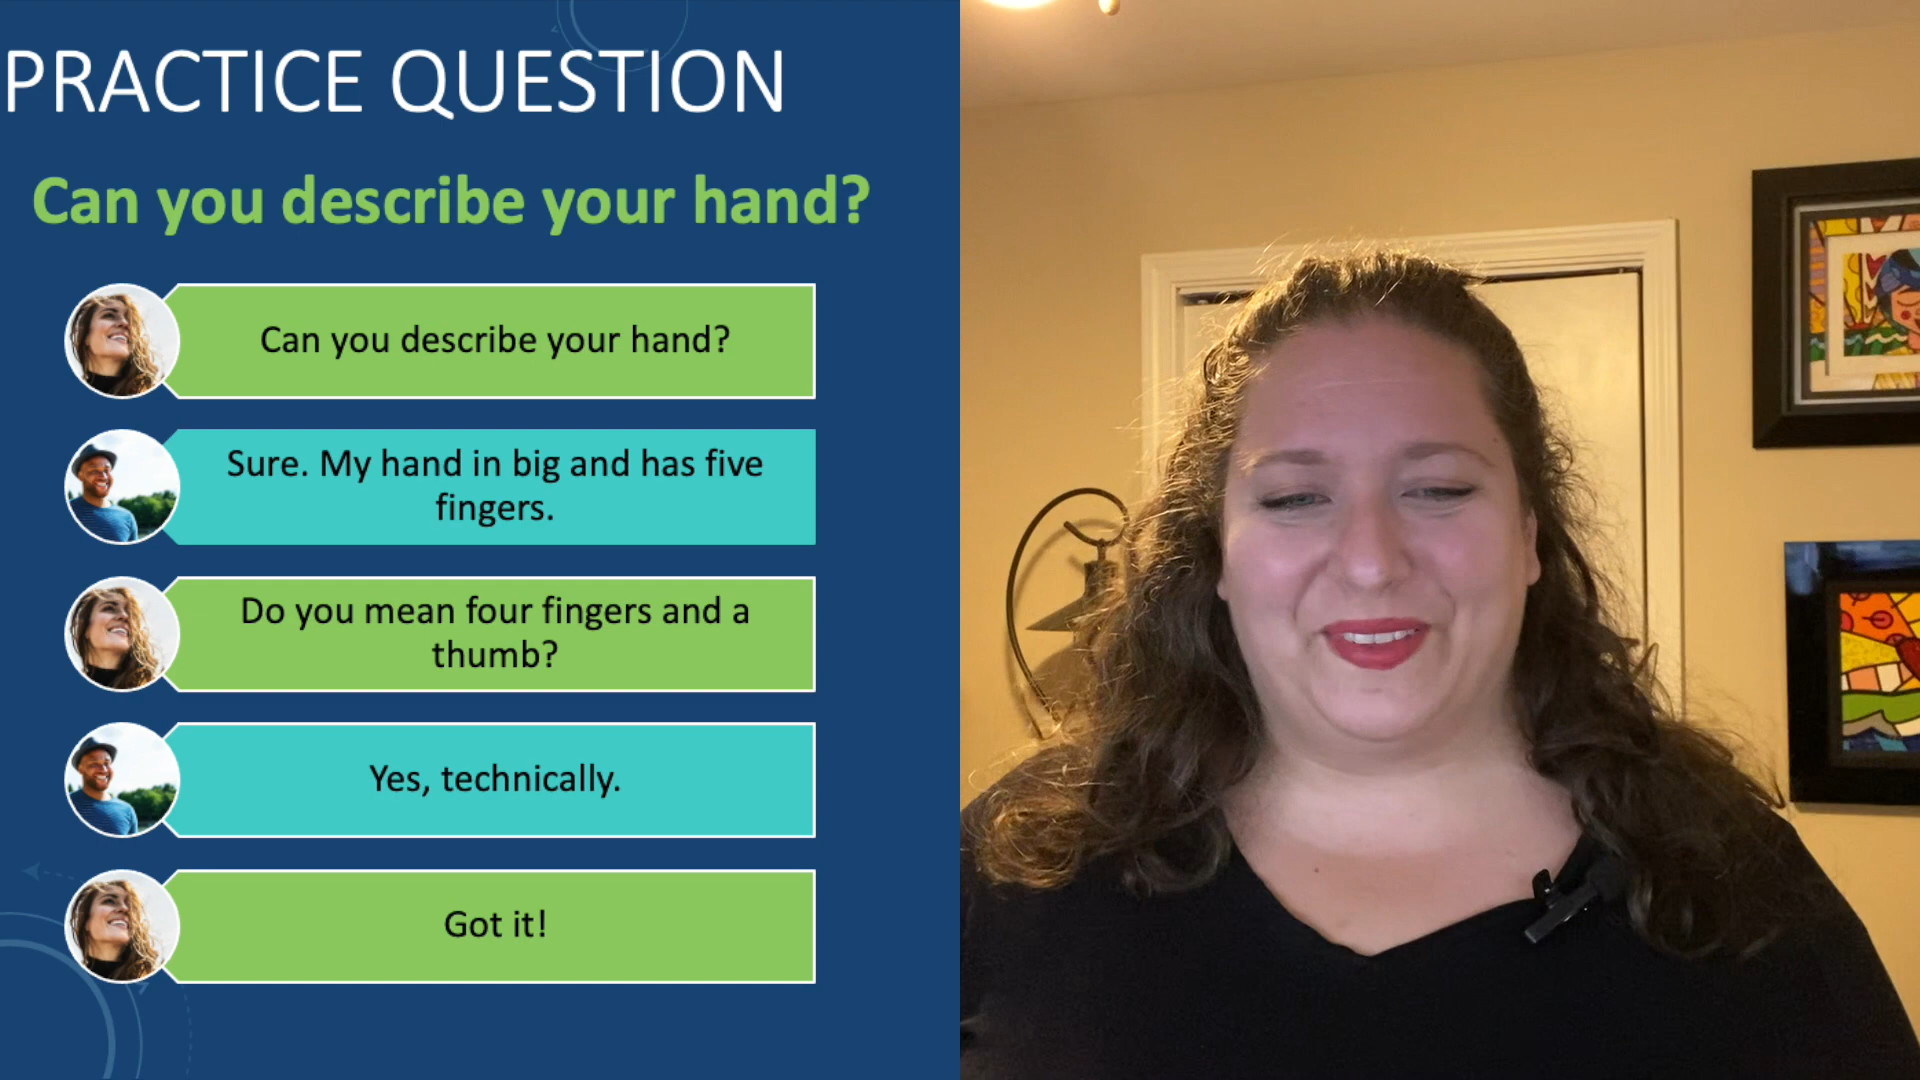 PRACTICE QUESTION
Can you describe your hand?
Can you describe your hand?
Sure. My hand in big and has five
fingers.
Do you mean four fingers and a
thumb?
Yes, technically.
Got it!